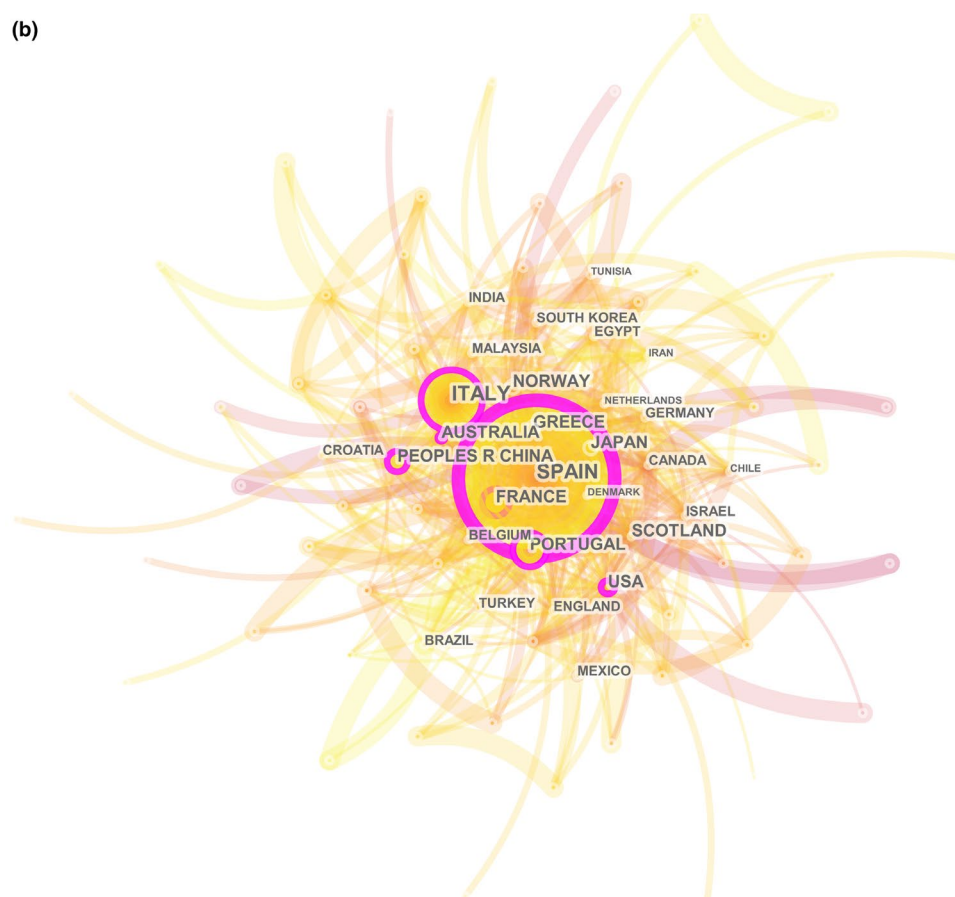 (b)
TUNISIA
INDIA
SOUTH KOREA
EGYPT
MALAYSIA
IRAN
NORWAY
ITALY
NETHERLANDS
GERMANY
GREECE
AUSTRALIA
JAPAN
CROATIA
PEOPLES R CHINA
CANADA
SPAIN
CHILE
DENMARK
FRANCE
ISRAEL
SCOTLAND
BELGIUM
PORTUGAL
USA
TURKEY
ENGLAND
BRAZIL
MEXICO